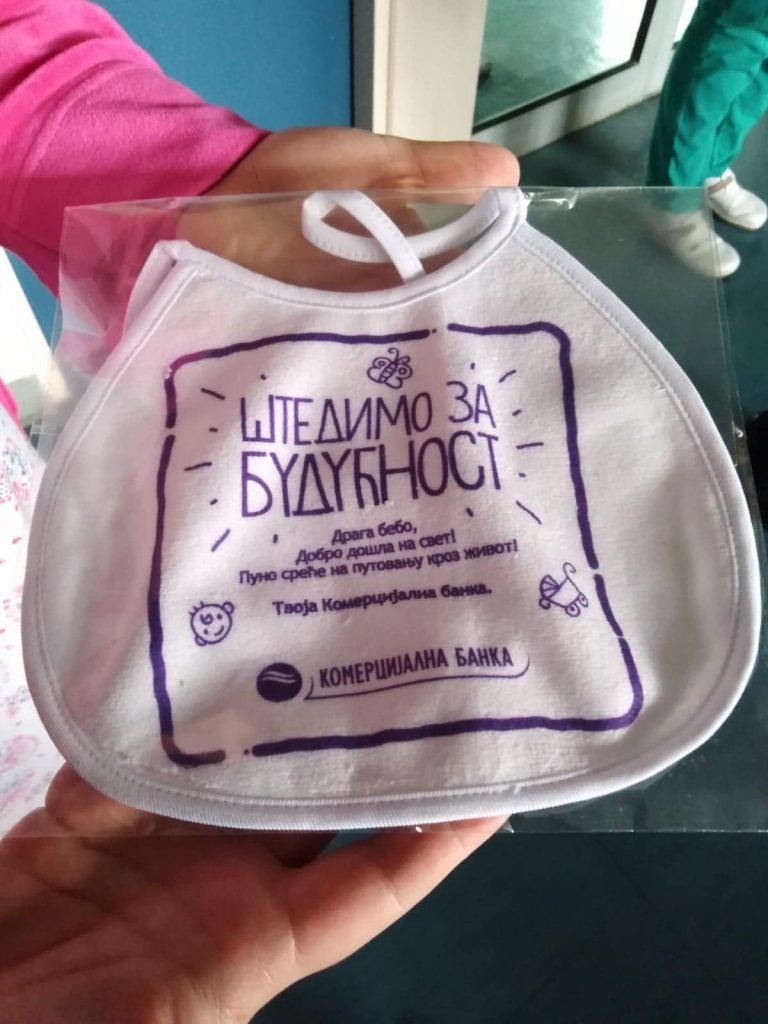 ШТЕДИМО ЗА
БУДУЋНОСТ
Драга бебо,
Добро дошла на свет!
Пуно среће на путовању кроз живот!
Твоја Комерцијална банка.
КОМЕРЦИЈАЛНА БАНКА